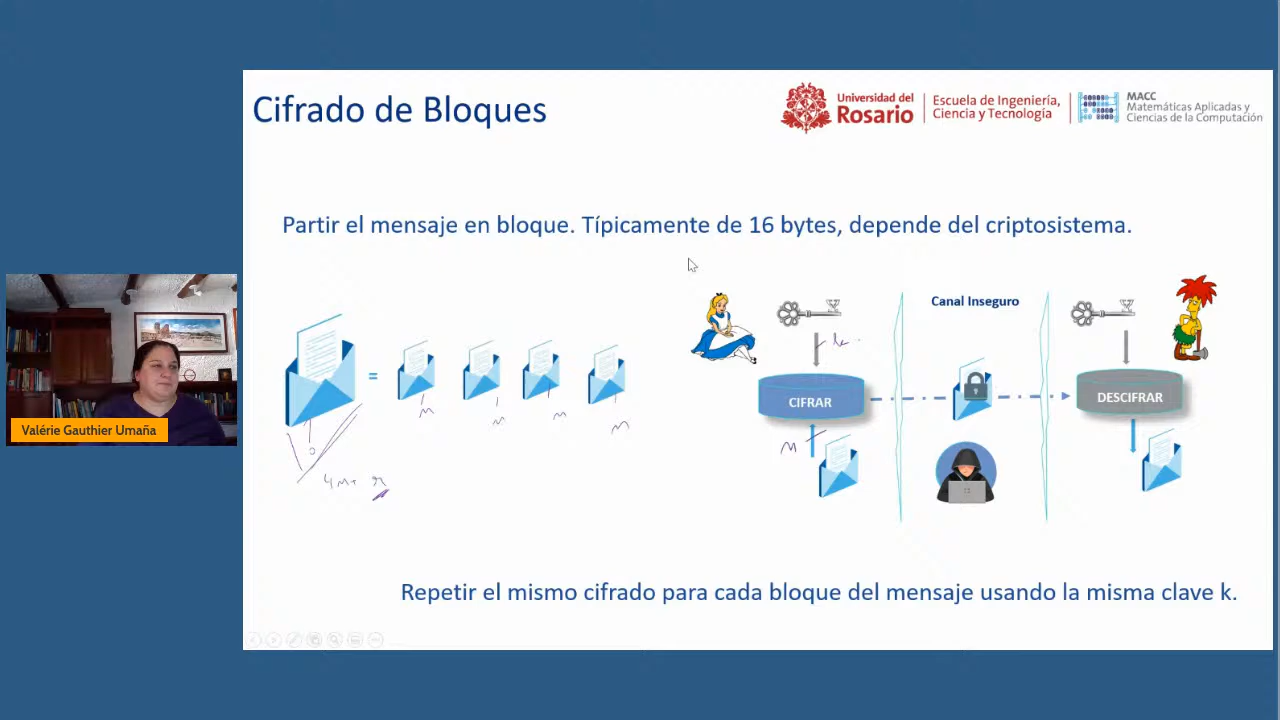 Cifrado de Bloques
Universidad del
Rosario
Escuela de Ingeniería,
Ciencia y Tecnología
MACC
Matemáticas Aplicadas y
Ciencias de la Computación
Partir el mensaje en bloque. Típicamente de 16 bytes, depende del criptosistema.
Canal Inseguro
=
CIFRAR
DESCIFRAR
Valérie Gauthier Umaña
M
M
M
M
M
Repetir el mismo cifrado para cada bloque del mensaje usando la misma clave k.